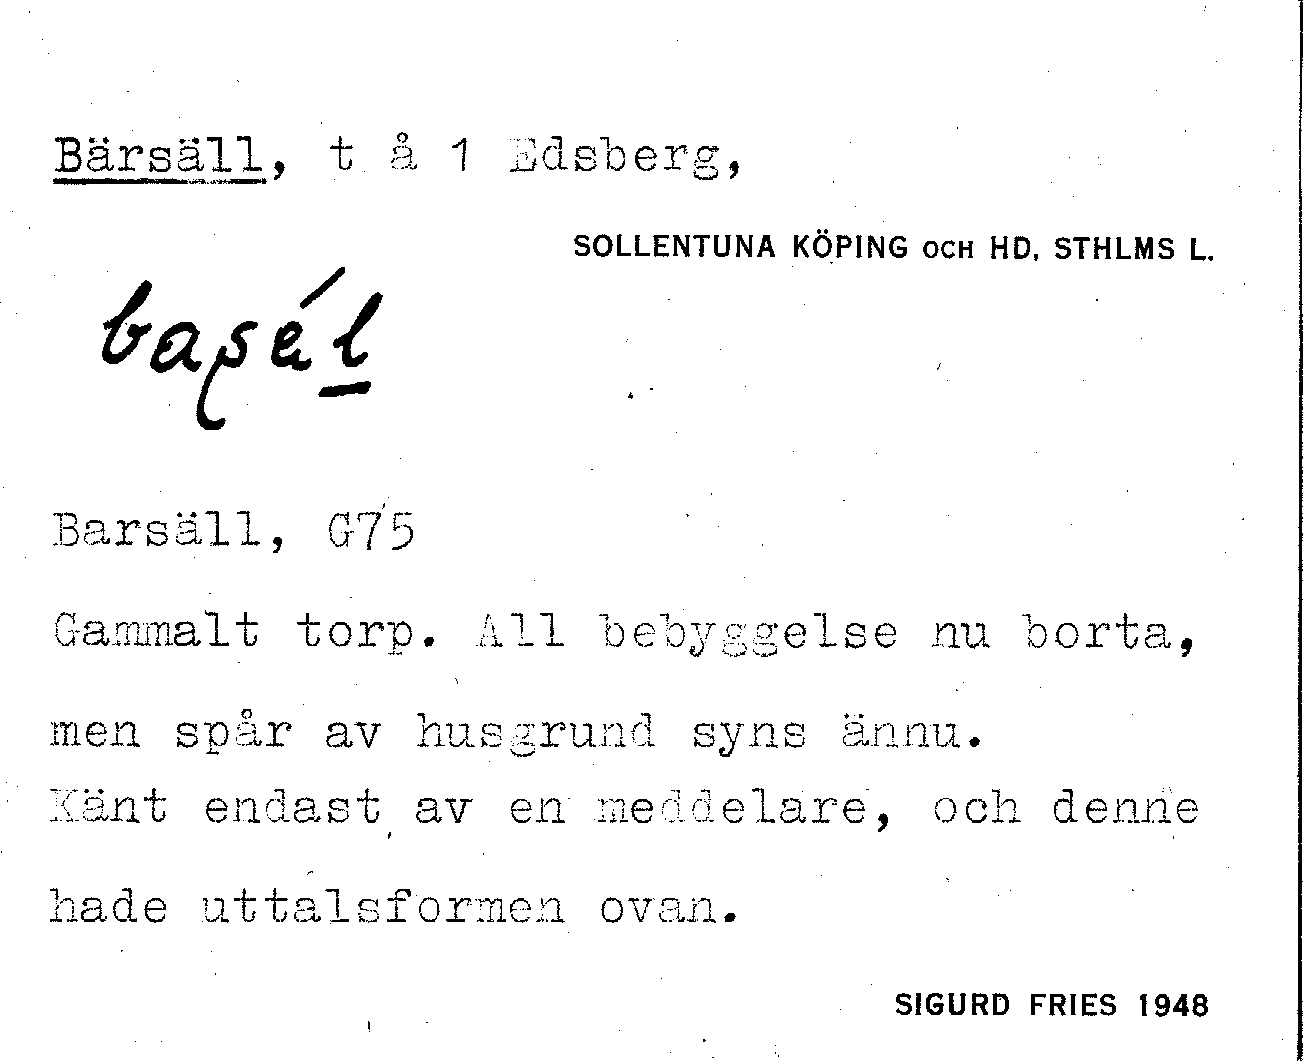 Bärsäll, t å 1 Edsberg,
SOLLENTUNA KÖPING OCH HD, STHLMS L.
Barsäll, G75
Gammalt torp. All bebyggelse nu borta,
men spår av husgrund syns ännu.
Känt endast av en meddelare, och denne
hade uttalsformen ovan.
SIGURD FRIES 1948